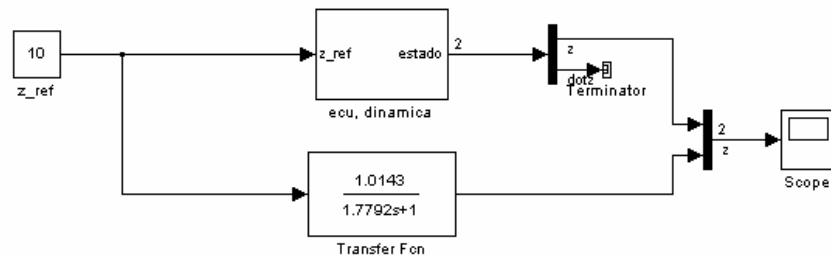 10
z_ref
z_ref
estado
2
ecu, dinamica
z
dotz
Terminator
1.0143
1.7792s+1
Transfer Fcn
2
z
Scope